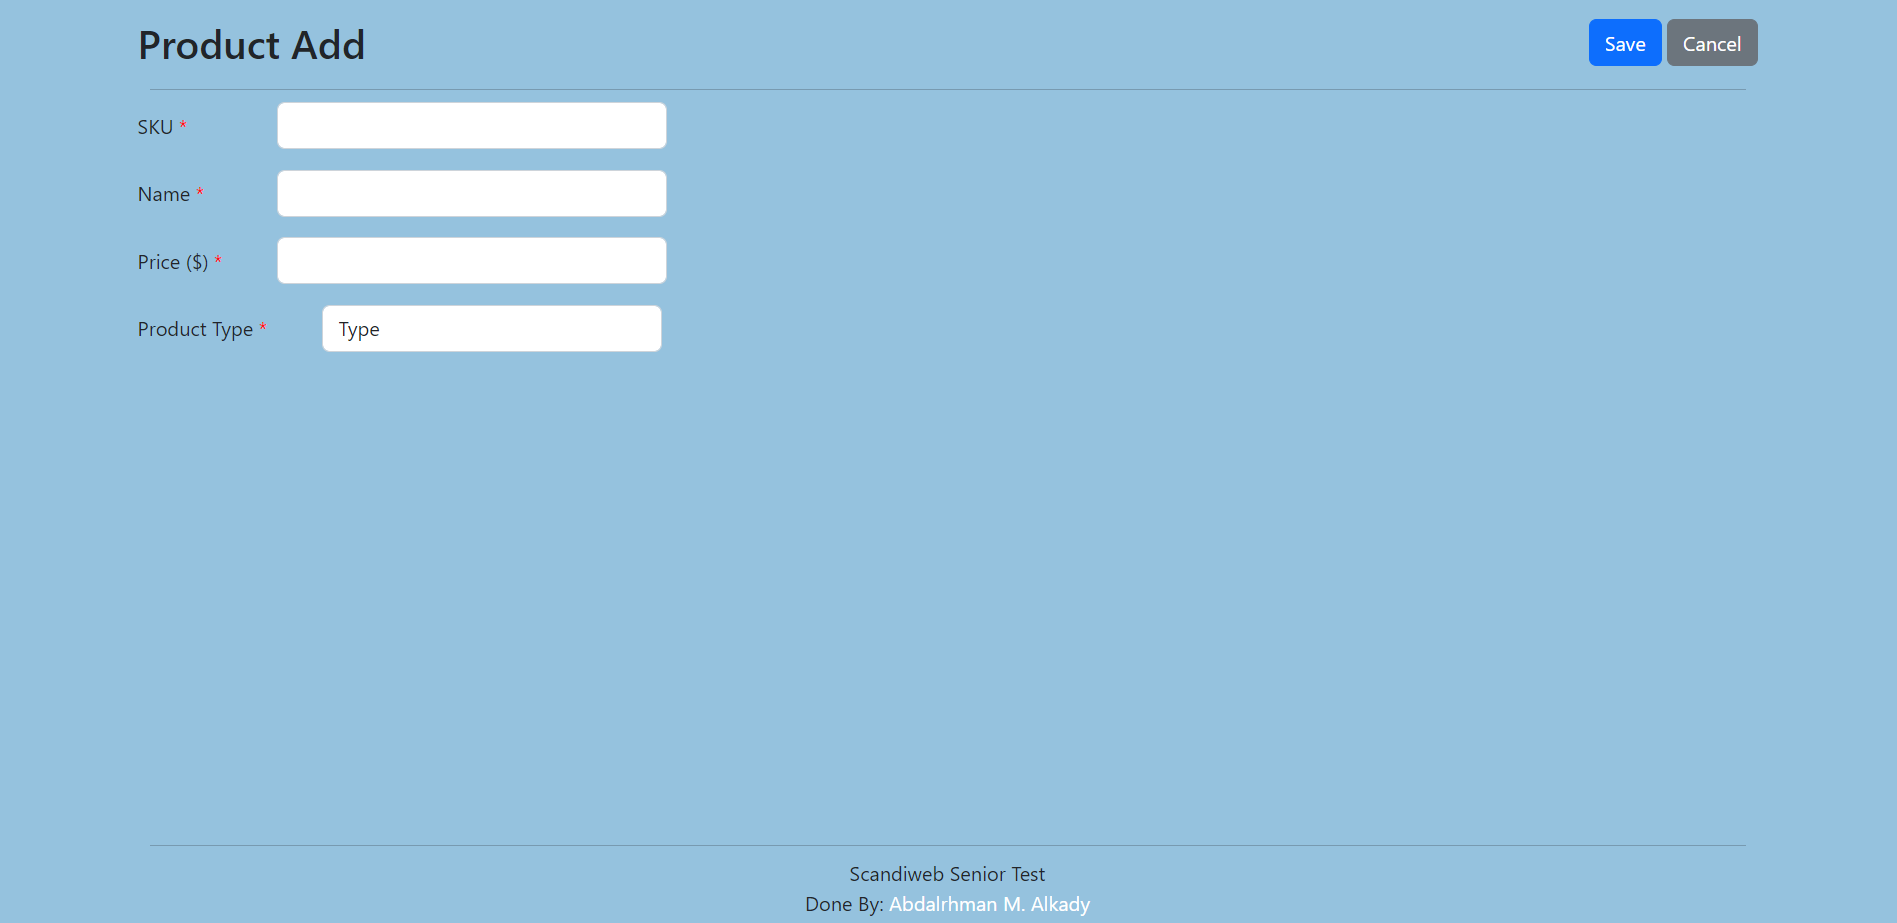 Product Add
Save Cancel
SKU *
Name *
Price ($) *
Product Type * Type
Scandiweb Senior Test
Done By: Abdalrhman M. Alkady